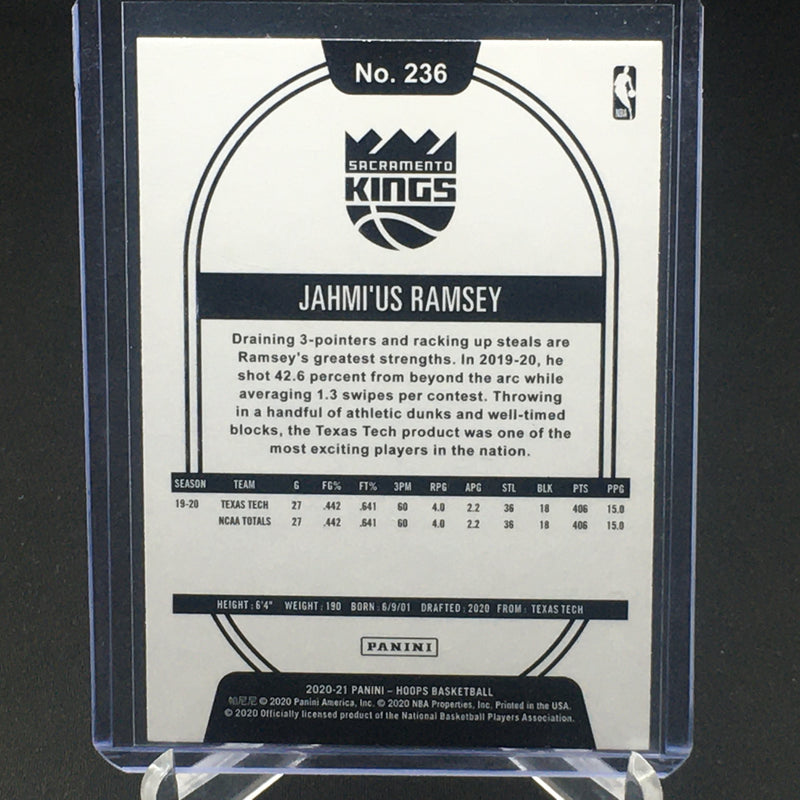 No. 236
NBA
SACRAMENTO
KINGS
JAHMI'US RAMSEY
Draining 3-pointers and racking up steals are
Ramsey's greatest strengths. In 2019-20, he
shot 42.6 percent from beyond the arc while
averaging 1.3 swipes per contest. Throwing
in a handful of athletic dunks and well-timed
blocks, the Texas Tech product was one of the
most exciting players in the nation.
SEASON TEAM G FG% FT% 3PM RPG APG STL BLK PTS PPG
19-20 TEXAS TECH 27 .442 .641 60 4.0 2.2 36 18 406 15.0
NCAA TOTALS 27 .442 .641 60 4.0 2.2 36 18 406 15.0
HEIGHT: 6'4" WEIGHT: 190 BORN: 6/9/01 DRAFTED: 2020 FROM: TEXAS TECH
PANINI
2020-21 PANINI – HOOPS BASKETBALL
帕尼尼 © 2020 Panini America, Inc. © 2020 NBA Properties, Inc. Printed in the USA.
© 2020 Officially licensed product of the National Basketball Players Association.